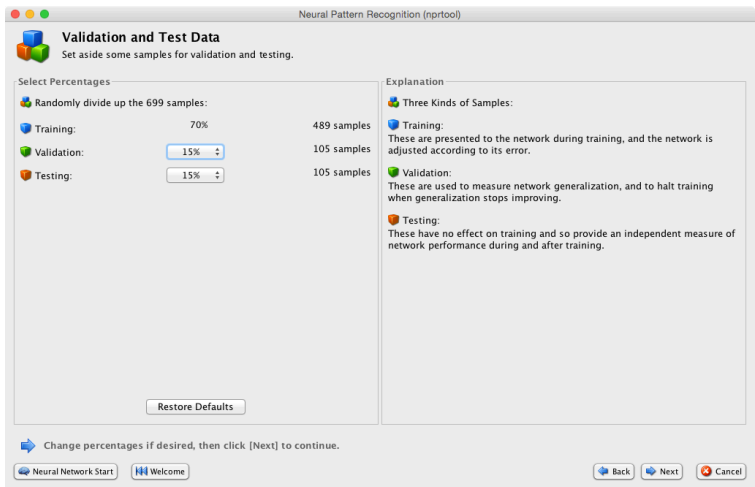 Neural Pattern Recognition (nprtool)
Validation and Test Data
Set aside some samples for validation and testing.
Select Percentages
Randomly divide up the 699 samples:
Training: 70% 489 samples
Validation: 15% 105 samples
Testing: 15% 105 samples
Restore Defaults
Explanation
Three Kinds of Samples:
Training:
These are presented to the network during training, and the network is
adjusted according to its error.
Validation:
These are used to measure network generalization, and to halt training
when generalization stops improving.
Testing:
These have no effect on training and so provide an independent measure of
network performance during and after training.
Change percentages if desired, then click [Next] to continue.
Neural Network Start Welcome Back Next Cancel